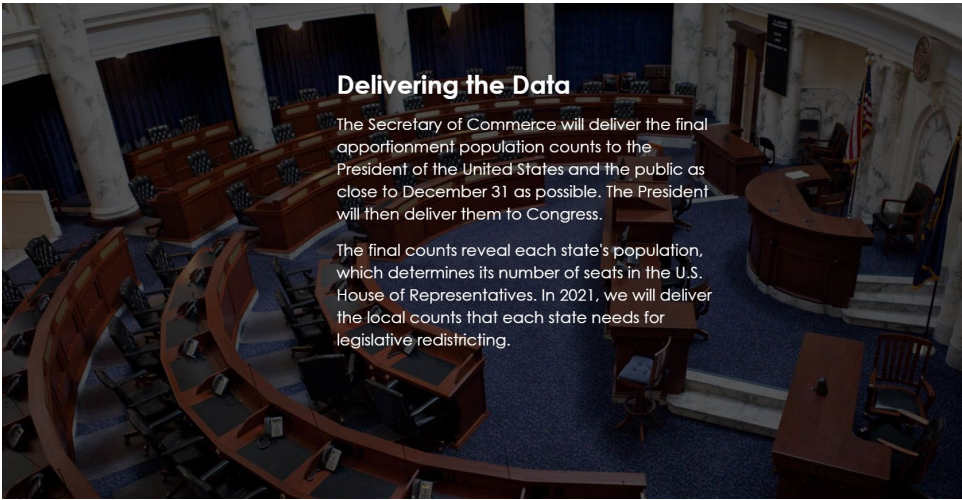 Delivering the Data
The Secretary of Commerce will deliver the final
apportionment population counts to the
President of the United States and the public as
close to December 31 as possible. The President
will then deliver them to Congress.
The final counts reveal each state's population,
which determines its number of seats in the U.S.
House of Representatives. In 2021, we will deliver
the local counts that each state needs for
legislative redistricting.